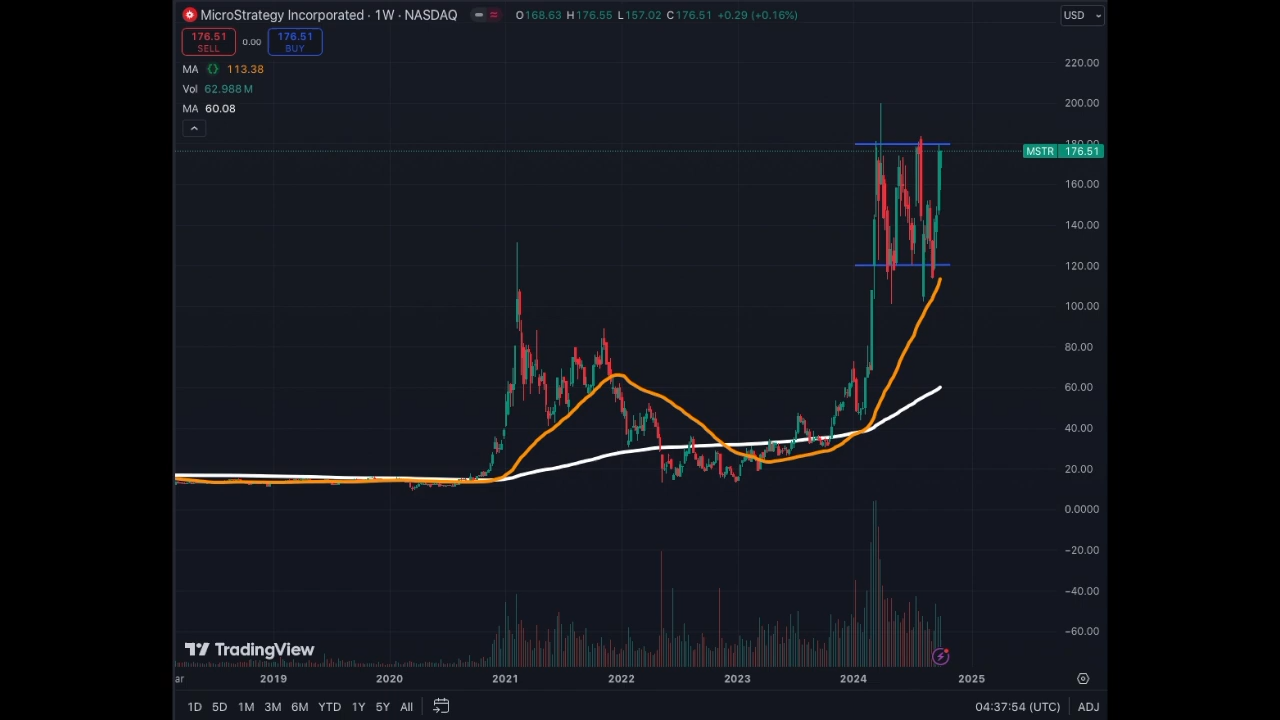 MicroStrategy Incorporated · 1W · NASDAQ O168.63 H176.55 L157.02 C176.51 +0.29 (+0.16%)
USD
176.51 0.00 176.51
SELL BUY
MA 113.38
Vol 62.988M
MA 60.08
220.00
200.00
180.00
MSTR 176.51
160.00
140.00
120.00
100.00
80.00
60.00
40.00
20.00
0.0000
−20.00
−40.00
−60.00
TradingView
ar 2019 2020 2021 2022 2023 2024 2025
1D 5D 1M 3M 6M YTD 1Y 5Y All 04:37:54 (UTC) ADJ